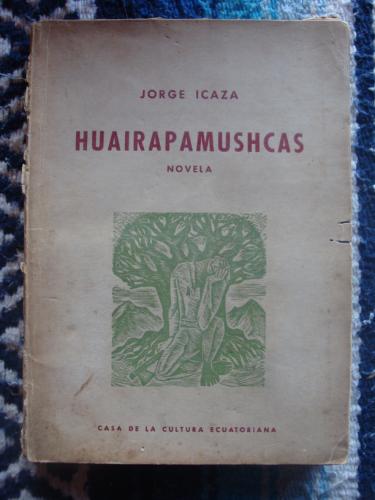 JORGE ICAZA
HUAIRAPAMUSHCAS
NOVELA
CASA DE LA CULTURA ECUATORIANA